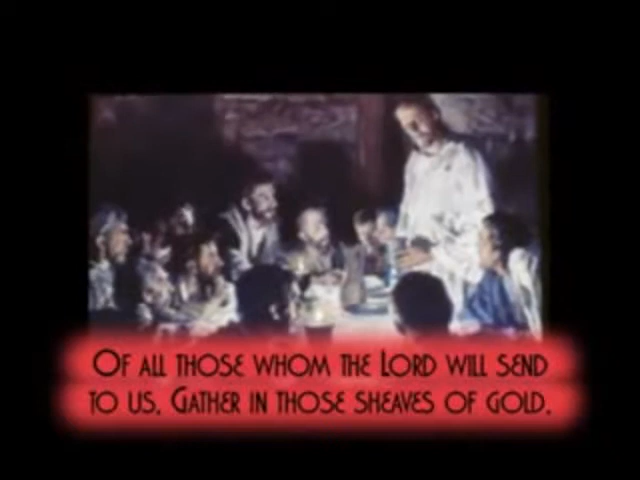 Of all those whom the Lord will send
to us. Gather in those sheaves of gold.